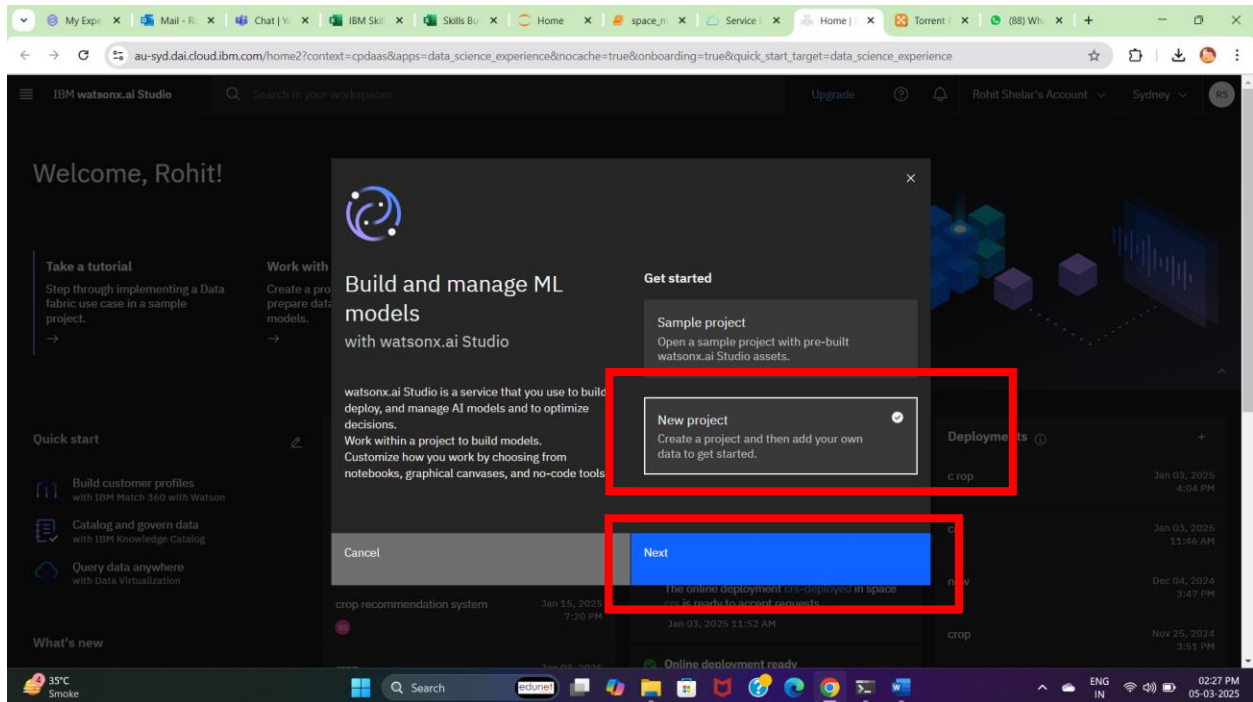 My Expe
Mail - R
Chat | Yc
IBM Skil
Skills Bu
Home
space_n
Service
Home |
Torrent
(88) Wh
au-syd.dai.cloud.ibm.com/home2?context=cpdaas&apps=data_science_experience&nocache=true&onboarding=true&quick_start_target=data_science_experience
IBM watsonx.ai Studio
Search in your workspaces
Upgrade
Rohit Shelar's Account
Sydney
RS
Welcome, Rohit!
Take a tutorial
Step through implementing a Data
fabric use case in a sample
project.
Work with
Create a pro
prepare data
models.
Build and manage ML
models
with watsonx.ai Studio
watsonx.ai Studio is a service that you use to build
deploy, and manage AI models and to optimize
decisions.
Work within a project to build models.
Customize how you work by choosing from
notebooks, graphical canvases, and no-code tools
Get started
Sample project
Open a sample project with pre-built
watsonx.ai Studio assets.
New project
Create a project and then add your own
data to get started.
Cancel
Next
Quick start
Build customer profiles
with IBM Match 360 with Watson
Catalog and govern data
with IBM Knowledge Catalog
Query data anywhere
with Data Virtualization
What's new
crop recommendation system
Jan 15, 2025
7:20 PM
Jan 03, 2025
The online deployment crs-deployed in space
crs is ready to accept requests
Jan 03, 2025 11:52 AM
Online deployment ready
Deployments
c rop
Jan 03, 2025
4:04 PM
Jan 03, 2025
11:46 AM
Dec 04, 2024
3:47 PM
crop
Nov 25, 2024
3:51 PM
4
35°C
Smoke
Search
edunet
ENG
IN
02:27 PM
05-03-2025